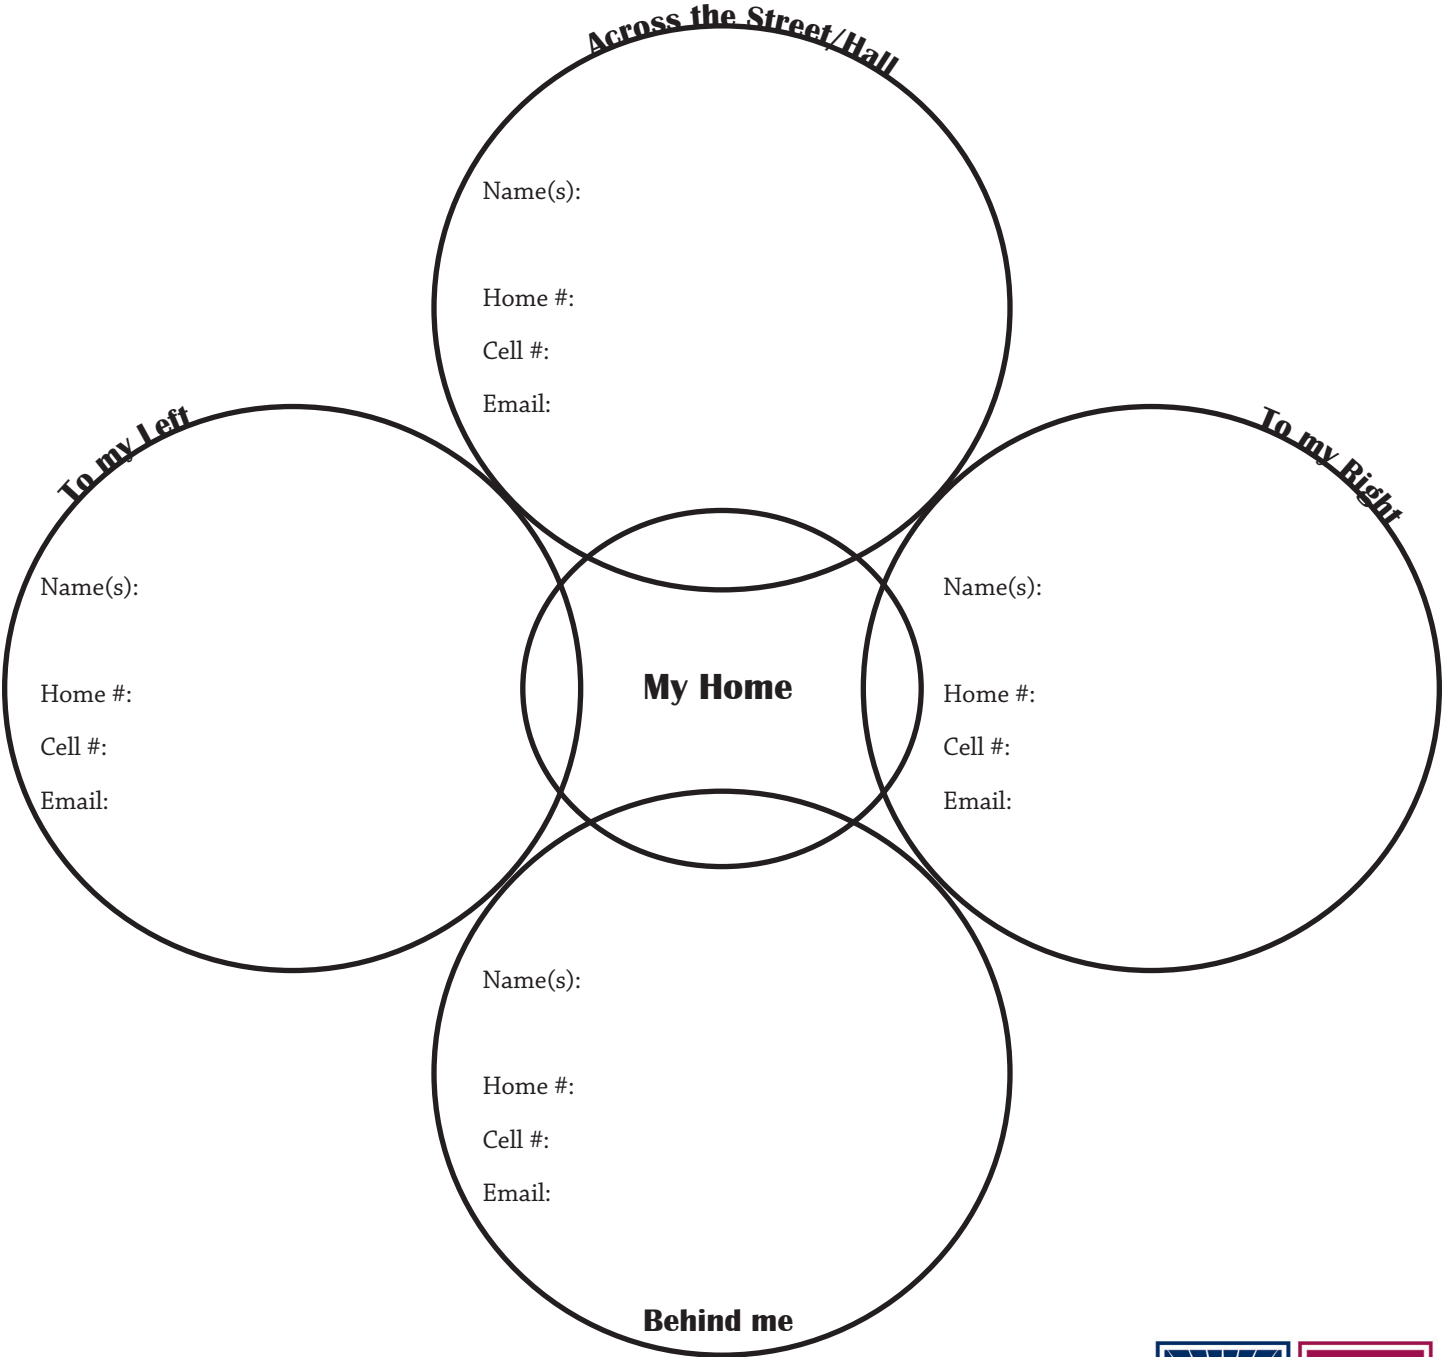 Across the Street/Hall
Name(s):
Home #:
Cell #:
Email:
To my Left
Name(s):
Home #:
Cell #:
Email:
My Home
To my Right
Name(s):
Home #:
Cell #:
Email:
Name(s):
Home #:
Cell #:
Email:
Behind me